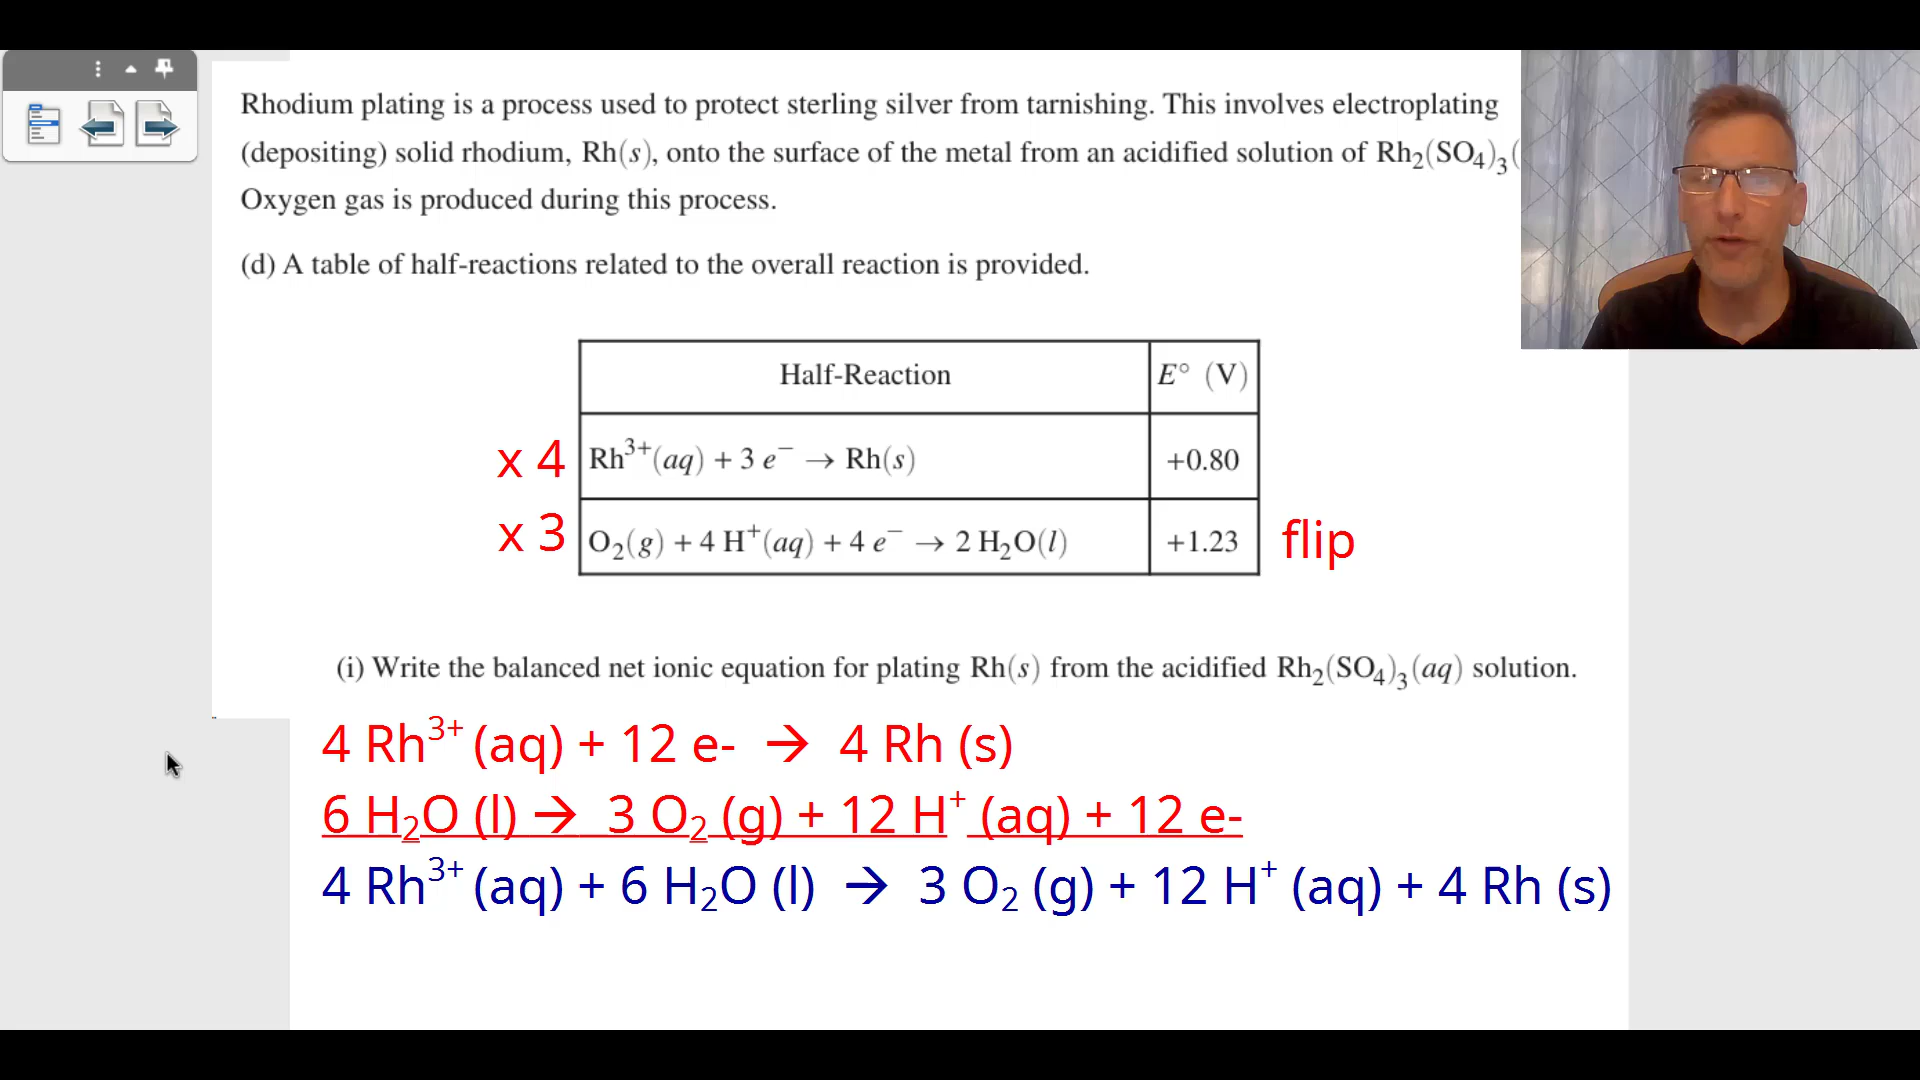 Rhodium plating is a process used to protect sterling silver from tarnishing. This involves electroplating
(depositing) solid rhodium, Rh(s), onto the surface of the metal from an acidified solution of Rh₂(SO₄)₃(
Oxygen gas is produced during this process.
(d) A table of half-reactions related to the overall reaction is provided.
Half-Reaction E° (V)
x 4 Rh³⁺(aq) + 3 e⁻ → Rh(s) +0.80
x 3 O₂(g) + 4 H⁺(aq) + 4 e⁻ → 2 H₂O(l) +1.23 flip
(i) Write the balanced net ionic equation for plating Rh(s) from the acidified Rh₂(SO₄)₃(aq) solution.
4 Rh³⁺ (aq) + 12 e- → 4 Rh (s)
6 H₂O (l) → 3 O₂ (g) + 12 H⁺ (aq) + 12 e-
4 Rh³⁺ (aq) + 6 H₂O (l) → 3 O₂ (g) + 12 H⁺ (aq) + 4 Rh (s)